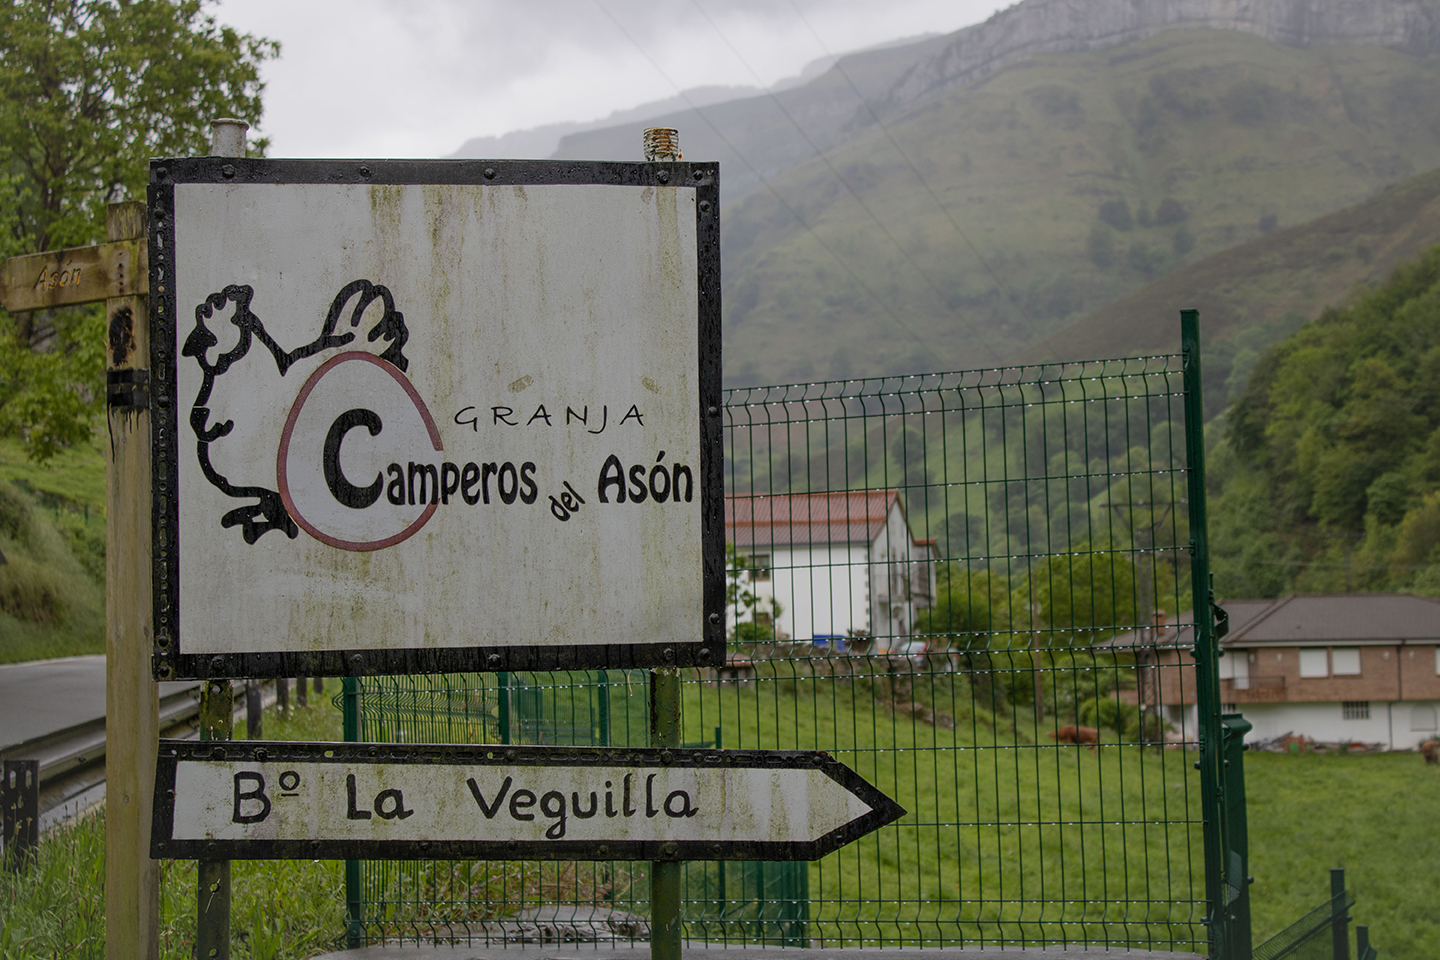 Asón
GRANJA
Camperos del Asón
Bº La Veguilla